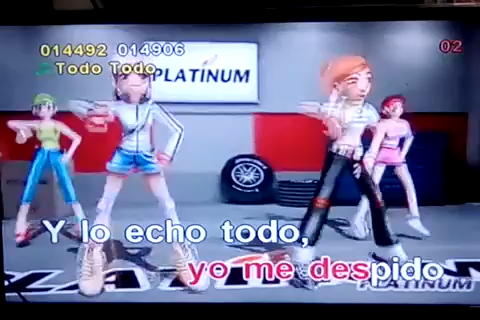 014492 014906
02
Todo Todo
PLATINUM
Y lo echo todo,
yo me despido
PLATINUM